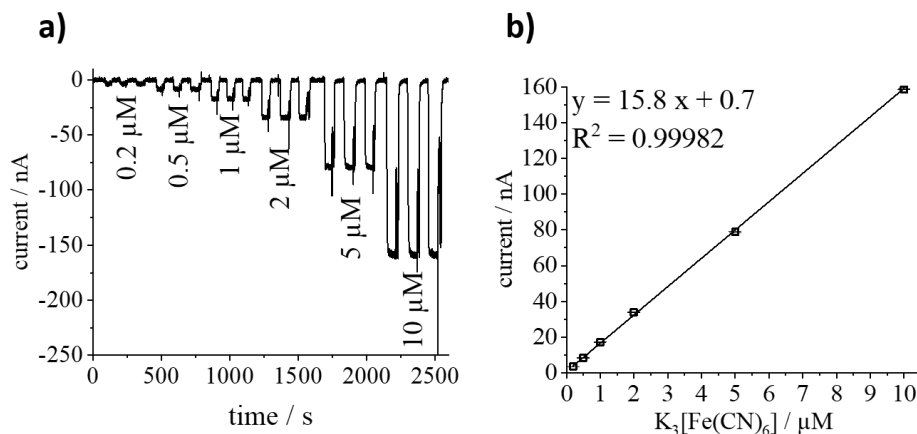 a)
0
-50
-100
-150
-200
-250
current / nA
0.2 µM
0.5 µM
1 µM
2 µM
5 µM
10 µM
0 500 1000 1500 2000 2500
time / s
b)
160
140
120
100
80
60
40
20
0
current / nA
y = 15.8 x + 0.7
R² = 0.99982
0 1 2 3 4 5 6 7 8 9 10
K₃[Fe(CN)₆] / µM